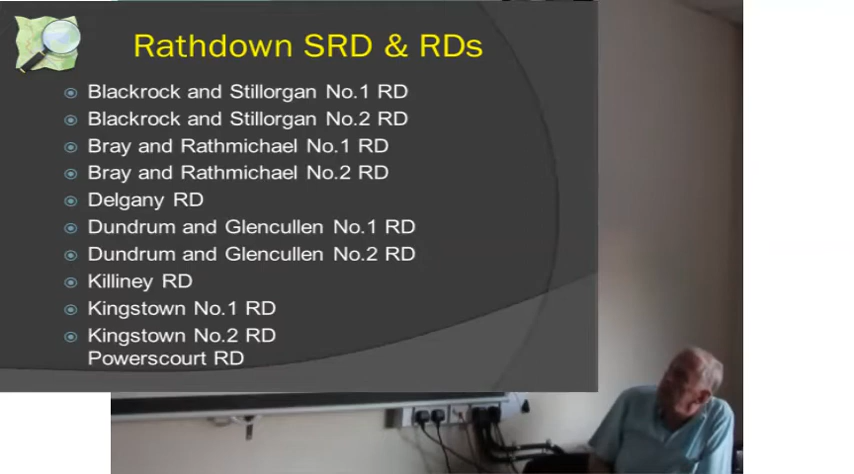 Rathdown SRD & RDs
Blackrock and Stillorgan No.1 RD
Blackrock and Stillorgan No.2 RD
Bray and Rathmichael No.1 RD
Bray and Rathmichael No.2 RD
Delgany RD
Dundrum and Glencullen No.1 RD
Dundrum and Glencullen No.2 RD
Killiney RD
Kingstown No.1 RD
Kingstown No.2 RD
Powerscourt RD